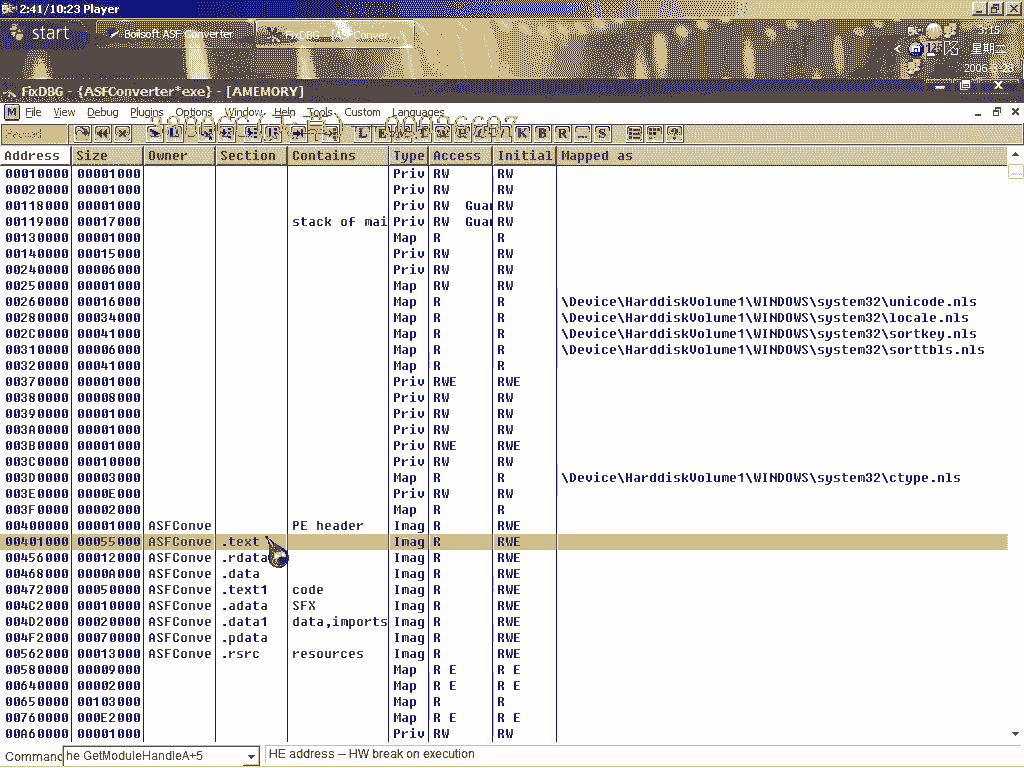 2:41/10:23 Player
start
Boilsoft ASF Converter
FixDBG - [ASFConver...
3:15
星期二
2006-3-28
FixDBG - {ASFConverter*exe} - [AMEMORY]
M File View Debug Plugins Options Window Help Tools Custom Languages
Paused
K B R ... S ?
Address Size Owner Section Contains Type Access Initial Mapped as
00010000 00001000 Priv RW RW
00020000 00001000 Priv RW RW
00118000 00001000 Priv RW Guar RW
00119000 00017000 stack of mai Priv RW Guar RW
00130000 00001000 Map R R
00140000 00015000 Priv RW RW
00240000 00006000 Priv RW RW
00250000 00001000 Map RW RW
00260000 00016000 Map R R \Device\HarddiskVolume1\WINDOWS\system32\unicode.nls
00280000 00034000 Map R R \Device\HarddiskVolume1\WINDOWS\system32\locale.nls
002C0000 00041000 Map R R \Device\HarddiskVolume1\WINDOWS\system32\sortkey.nls
00310000 00006000 Map R R \Device\HarddiskVolume1\WINDOWS\system32\sorttbls.nls
00320000 00041000 Map R R
00370000 00001000 Priv RWE RWE
00380000 00008000 Priv RW RW
00390000 00001000 Priv RW RW
003A0000 00001000 Priv RW RW
003B0000 00001000 Priv RWE RWE
003C0000 00010000 Priv RW RW
003D0000 00003000 Map R R \Device\HarddiskVolume1\WINDOWS\system32\ctype.nls
003E0000 0000E000 Priv RW RW
003F0000 00002000 Map R R
00400000 00001000 ASFConve PE header Imag R RWE
00401000 00055000 ASFConve .text Imag R RWE
00456000 00012000 ASFConve .rdata Imag R RWE
00468000 0000A000 ASFConve .data Imag R RWE
00472000 00050000 ASFConve .text1 code Imag R RWE
004C2000 00010000 ASFConve .adata SFX Imag R RWE
004D2000 00020000 ASFConve .data1 data,imports Imag R RWE
004F2000 00070000 ASFConve .pdata Imag R RWE
00562000 00013000 ASFConve .rsrc resources Imag R RWE
00580000 00009000 Map R E R E
00640000 00002000 Map R E R E
00650000 00103000 Map R R
00760000 000E2000 Map R E R E
00A60000 00001000 Priv RW RW
Command he GetModuleHandleA+5 HE address -- HW break on execution